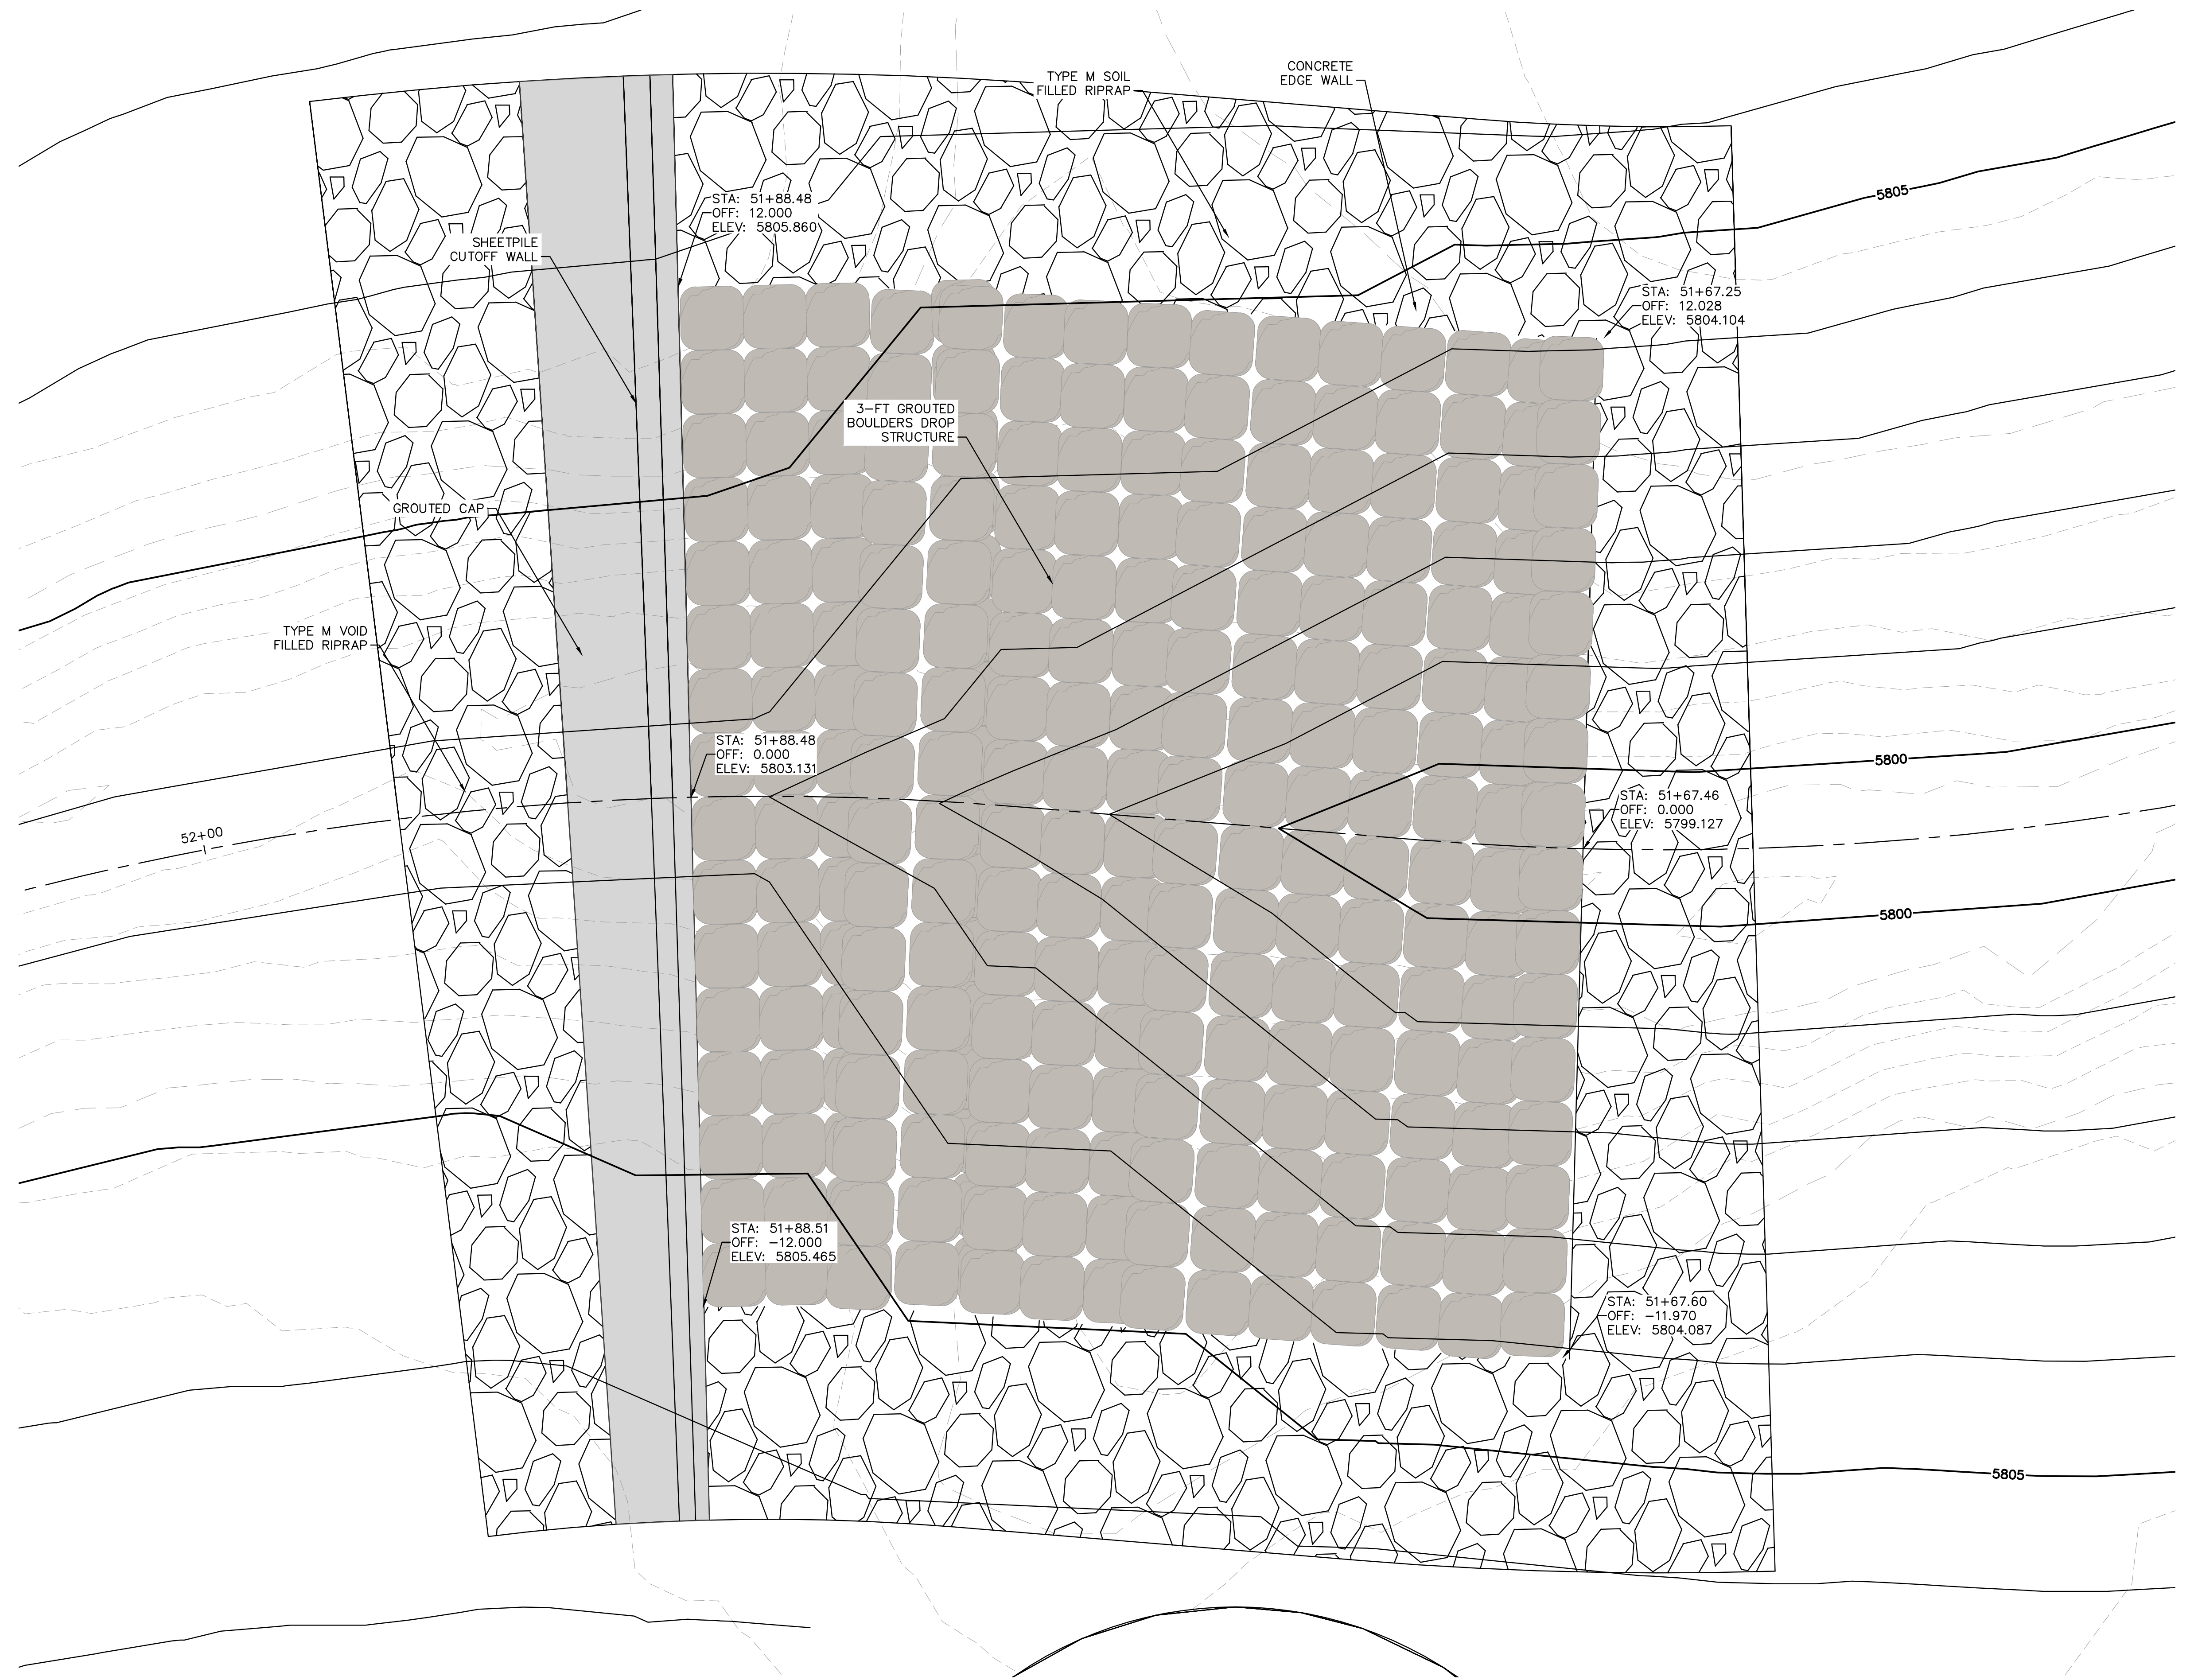 TYPE M SOIL
FILLED RIPRAP
CONCRETE
EDGE WALL
5805
STA: 51+88.48
OFF: 12.000
ELEV: 5805.860
SHEETPILE
CUTOFF WALL
STA: 51+67.25
OFF: 12.028
ELEV: 5804.104
3-FT GROUTED
BOULDERS DROP
STRUCTURE
GROUTED CAP
TYPE M VOID
FILLED RIPRAP
STA: 51+88.48
OFF: 0.000
ELEV: 5803.131
5800
STA: 51+67.46
OFF: 0.000
ELEV: 5799.127
52+00
5800
STA: 51+88.51
OFF: -12.000
ELEV: 5805.465
STA: 51+67.60
OFF: -11.970
ELEV: 5804.087
5805